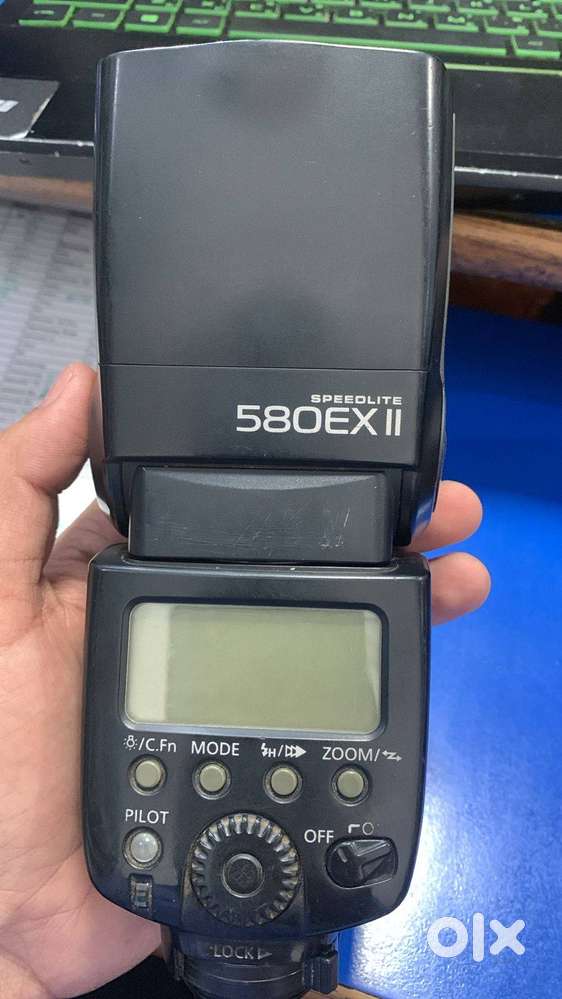 SPEEDLITE
580EX II
/C.Fn MODE H/ ZOOM/
PILOT
OFF
LOCK
olx